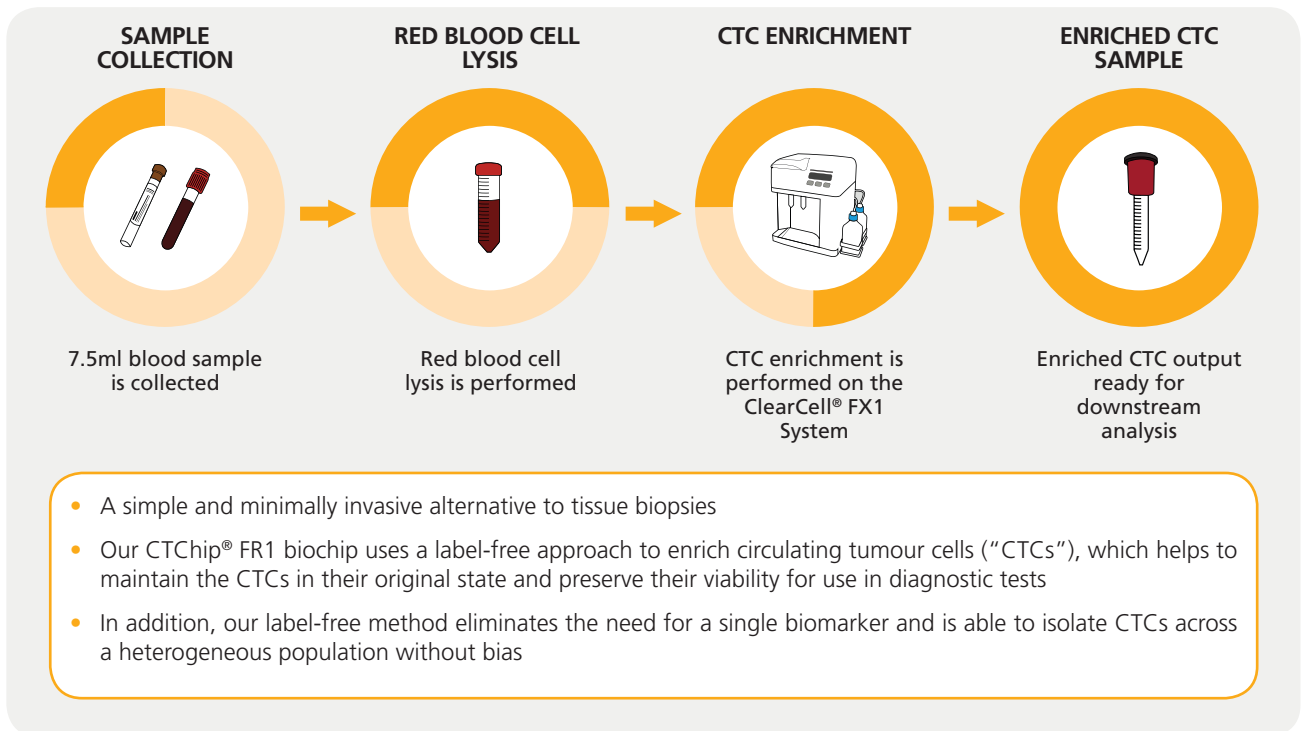 SAMPLE
COLLECTION
RED BLOOD CELL
LYSIS
CTC ENRICHMENT
ENRICHED CTC
SAMPLE
7.5ml blood sample
is collected
Red blood cell
lysis is performed
CTC enrichment is
performed on the
ClearCell® FX1
System
Enriched CTC output
ready for
downstream
analysis
• A simple and minimally invasive alternative to tissue biopsies
• Our CTChip® FR1 biochip uses a label-free approach to enrich circulating tumour cells (“CTCs”), which helps to
maintain the CTCs in their original state and preserve their viability for use in diagnostic tests
• In addition, our label-free method eliminates the need for a single biomarker and is able to isolate CTCs across
a heterogeneous population without bias